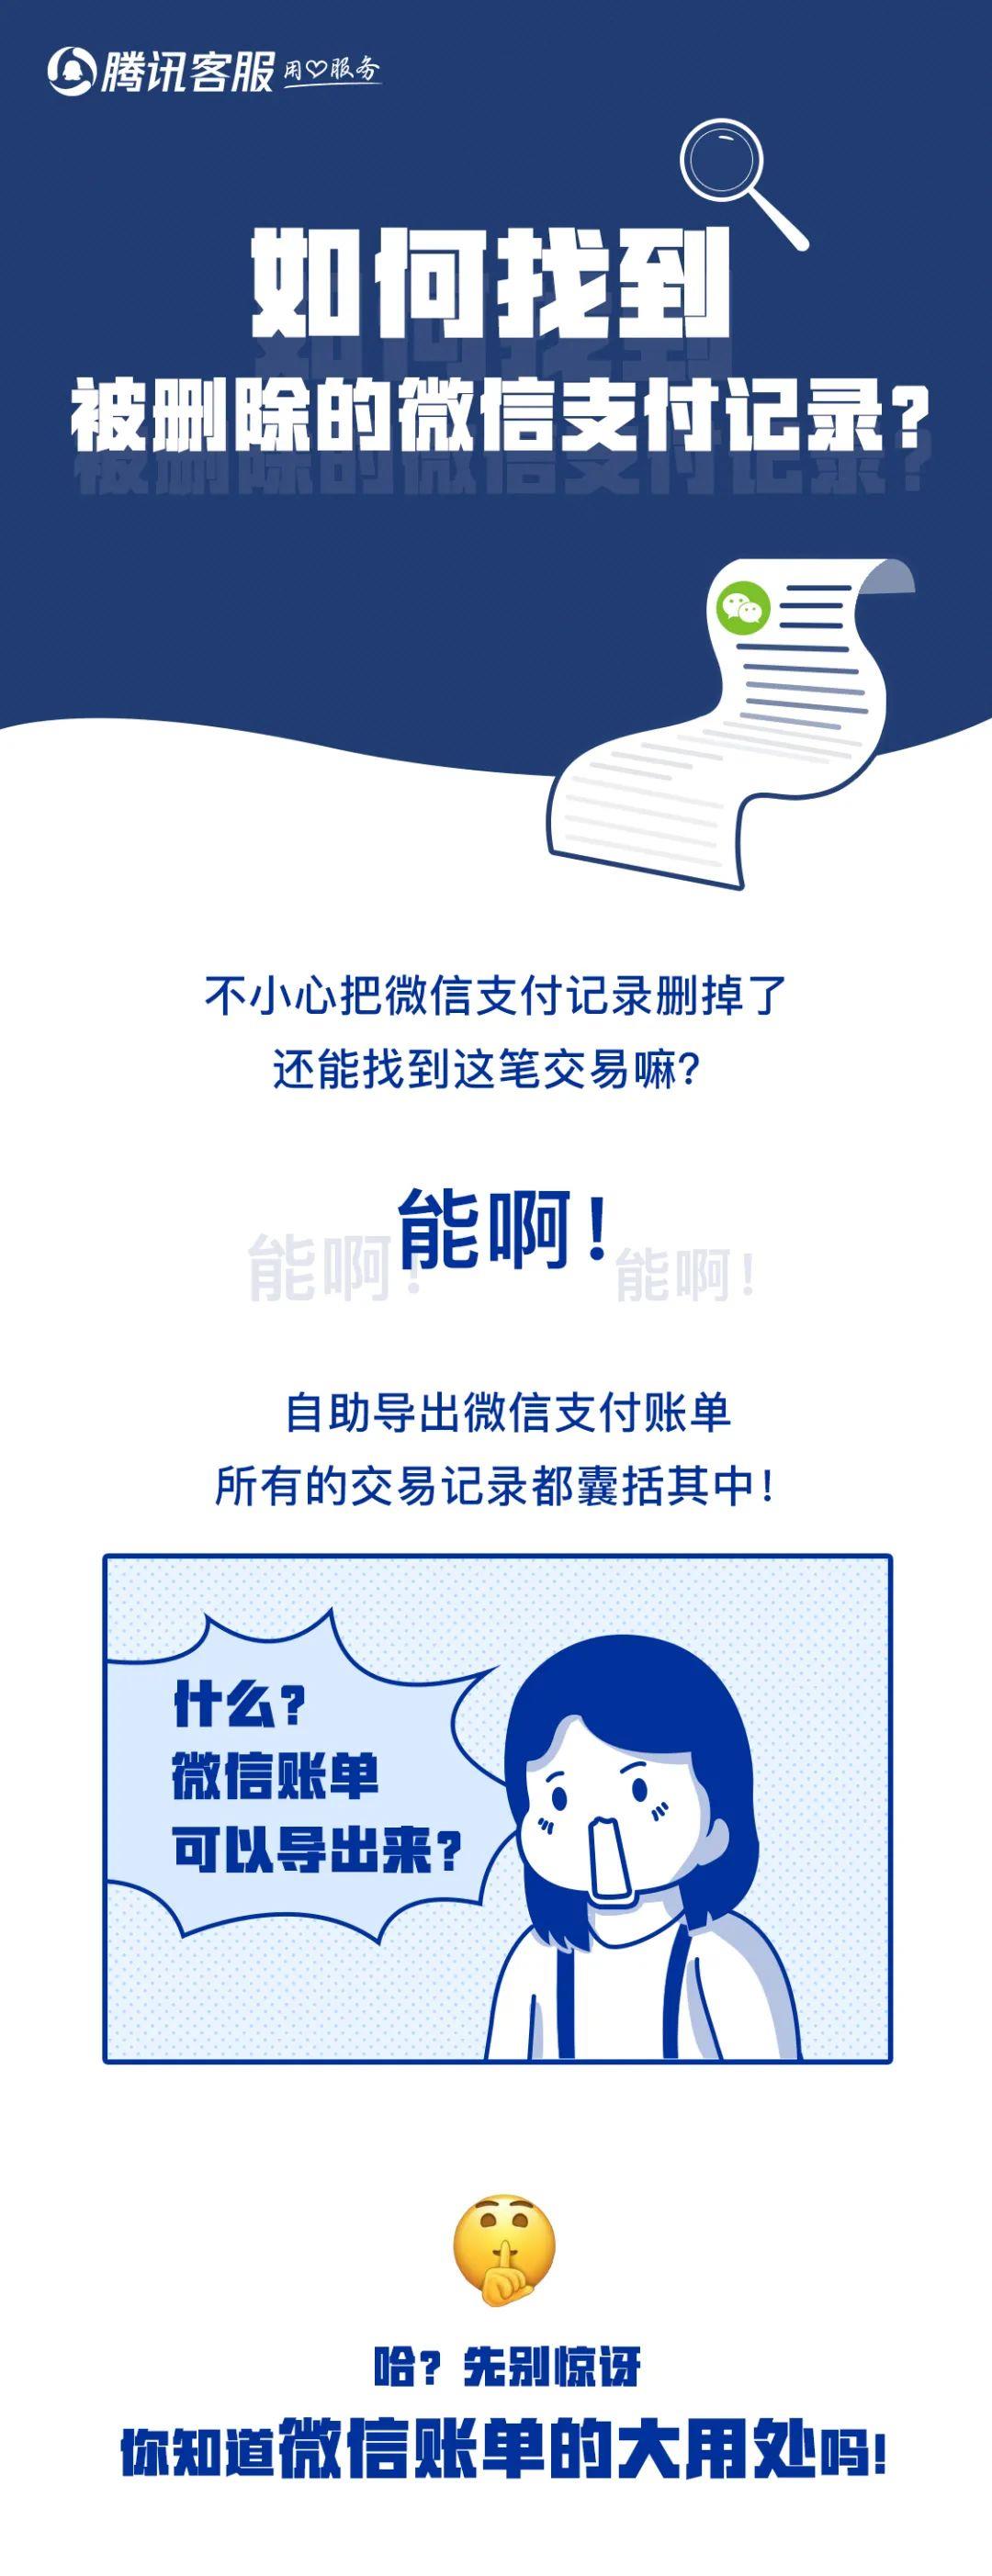 腾讯客服 用♡服务
如何找到
被删除的微信支付记录?
不小心把微信支付记录删掉了
还能找到这笔交易嘛?
能啊!
能啊! 能啊!
自助导出微信支付账单
所有的交易记录都囊括其中!
什么?
微信账单
可以导出来?
哈? 先别惊讶
你知道微信账单的大用处吗!